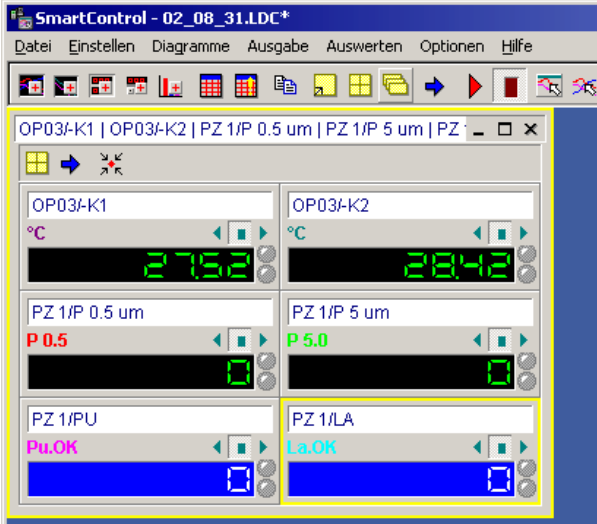 SmartControl - 02_08_31.LDC*
Datei Einstellen Diagramme Ausgabe Auswerten Optionen Hilfe
OP03/-K1 | OP03/-K2 | PZ 1/P 0.5 um | PZ 1/P 5 um | PZ
OP03/-K1 OP03/-K2
°C °C
27.52 28.42
PZ 1/P 0.5 um PZ 1/P 5 um
P 0.5 P 5.0
0 0
PZ 1/PU PZ 1/LA
Pu.OK La.OK
0 0